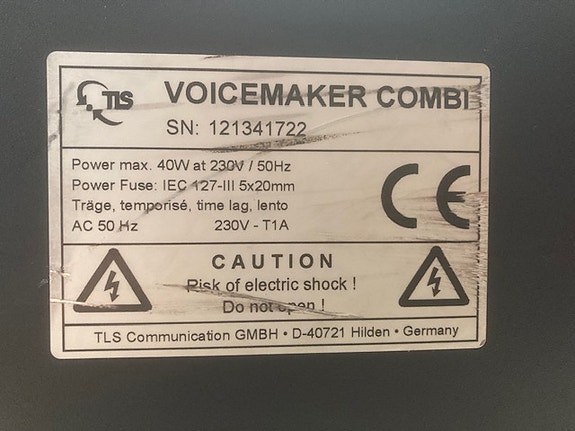 TLS VOICEMAKER COMBI
SN: 121341722
Power max. 40W at 230V / 50Hz
Power Fuse: IEC 127-III 5x20mm
Träge, temporisé, time lag, lento
AC 50 Hz 230V - T1A
CE
CAUTION
Risk of electric shock !
Do not open !
TLS Communication GMBH • D-40721 Hilden • Germany